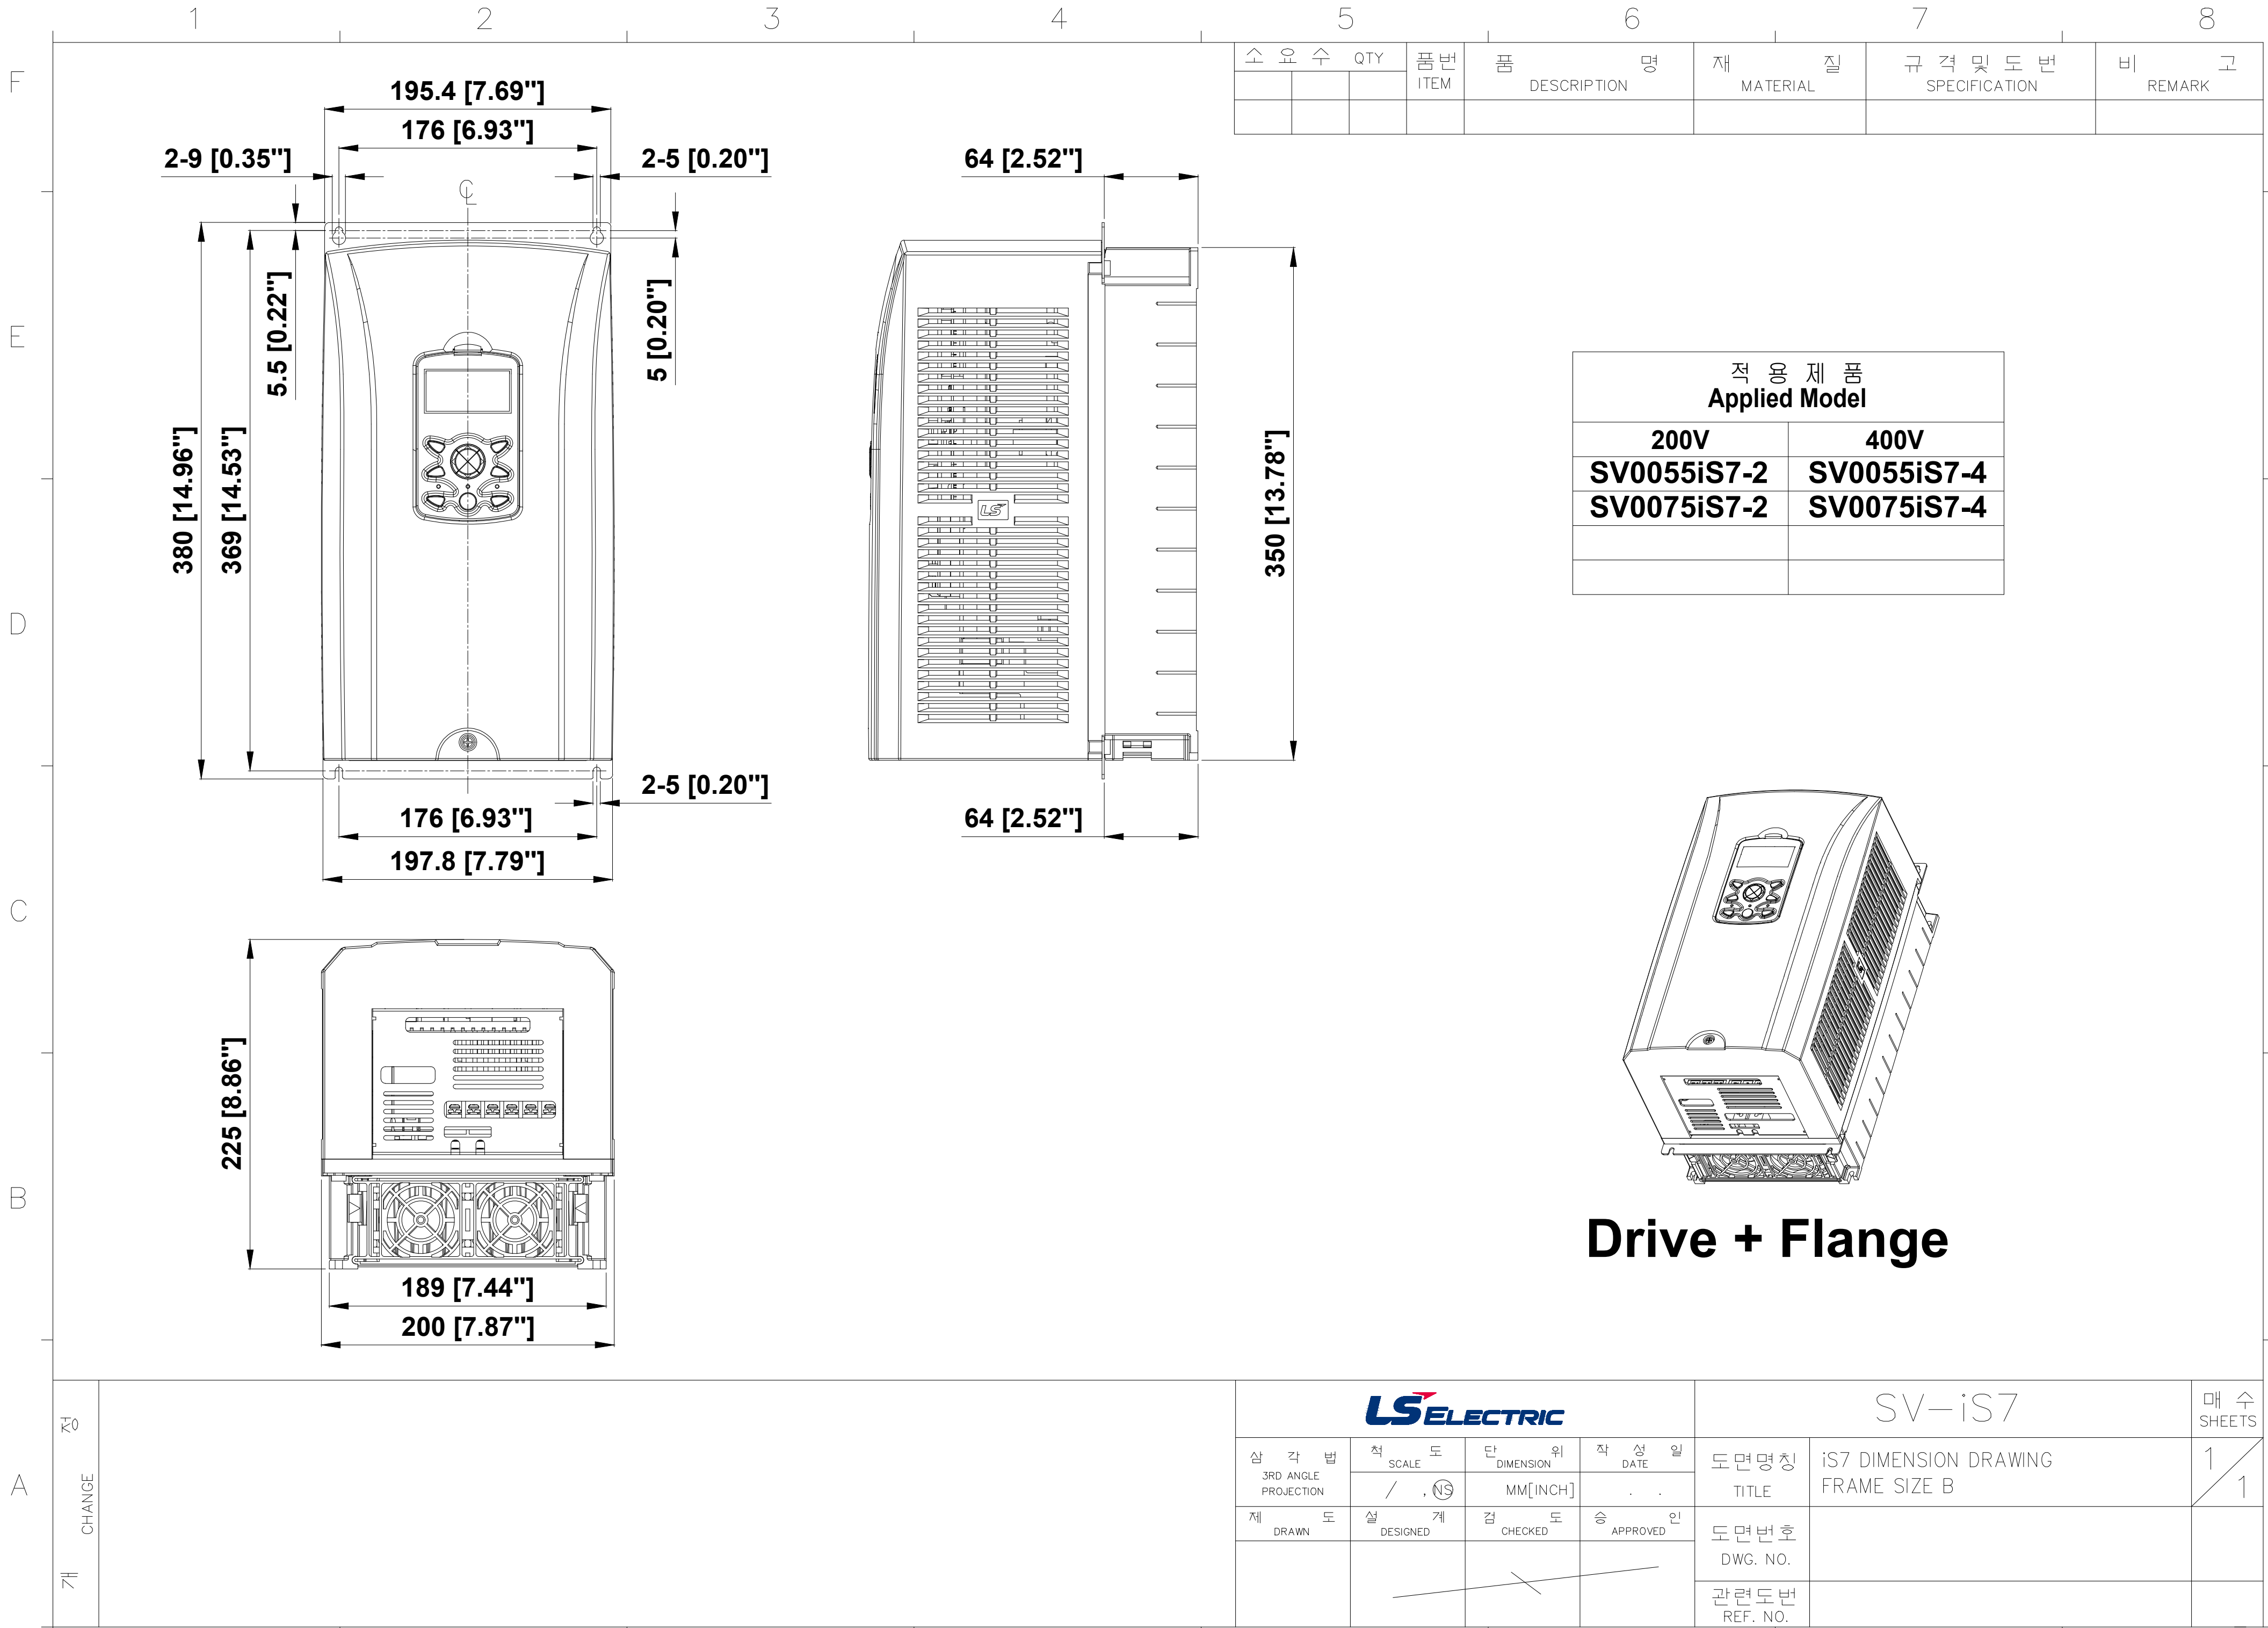 1 2 3 4 5 6 7 8
F
E
D
C
B
A
소 요 수 QTY
품번
ITEM
품 명
DESCRIPTION
재 질
MATERIAL
규 격 및 도 번
SPECIFICATION
비 고
REMARK
195.4 [7.69"]
176 [6.93"]
2-9 [0.35"]
2-5 [0.20"]
CL
5.5 [0.22"]
5 [0.20"]
380 [14.96"]
369 [14.53"]
2-5 [0.20"]
176 [6.93"]
197.8 [7.79"]
64 [2.52"]
350 [13.78"]
LS
64 [2.52"]
225 [8.86"]
189 [7.44"]
200 [7.87"]
적 용 제 품
Applied Model
200V 400V
SV0055iS7-2 SV0055iS7-4
SV0075iS7-2 SV0075iS7-4
Drive + Flange
정
CHANGE
개
LS ELECTRIC
SV-iS7
매 수
SHEETS
1/1
삼 각 법
3RD ANGLE
PROJECTION
척 도
SCALE
/ , NS
단 위
DIMENSION
MM[INCH]
작 성 일
DATE
. .
도면명칭
TITLE
iS7 DIMENSION DRAWING
FRAME SIZE B
제 도
DRAWN
설 계
DESIGNED
검 도
CHECKED
승 인
APPROVED
도면번호
DWG. NO.
관련도번
REF. NO.